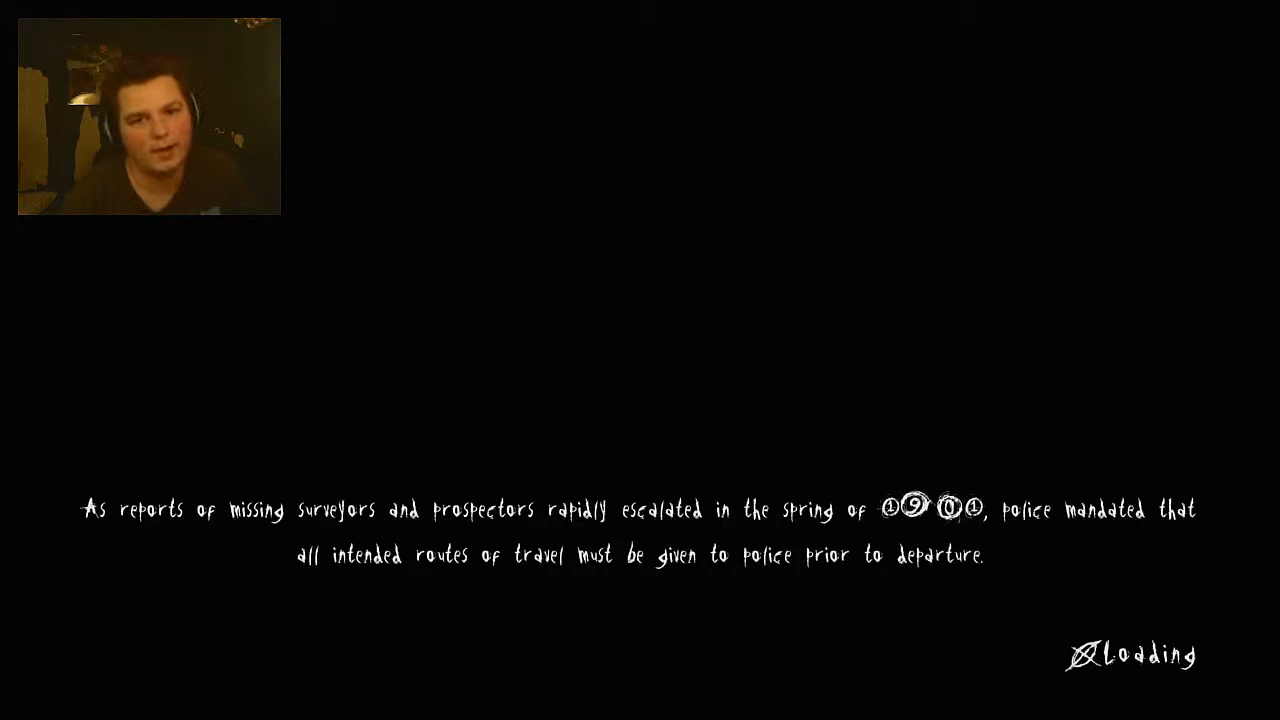 As reports of missing surveyors and prospectors rapidly escalated in the spring of 1901, police mandated that
all intended routes of travel must be given to police prior to departure.
Loading